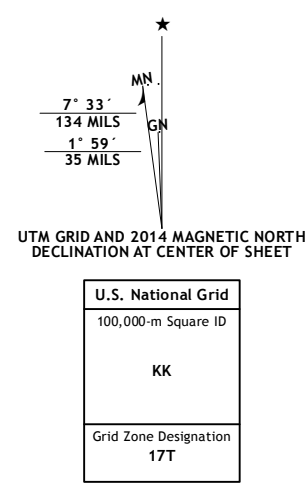 ★
MN
7° 33´
134 MILS
GN
1° 59´
35 MILS
UTM GRID AND 2014 MAGNETIC NORTH
DECLINATION AT CENTER OF SHEET
U.S. National Grid
100,000-m Square ID
KK
Grid Zone Designation
17T